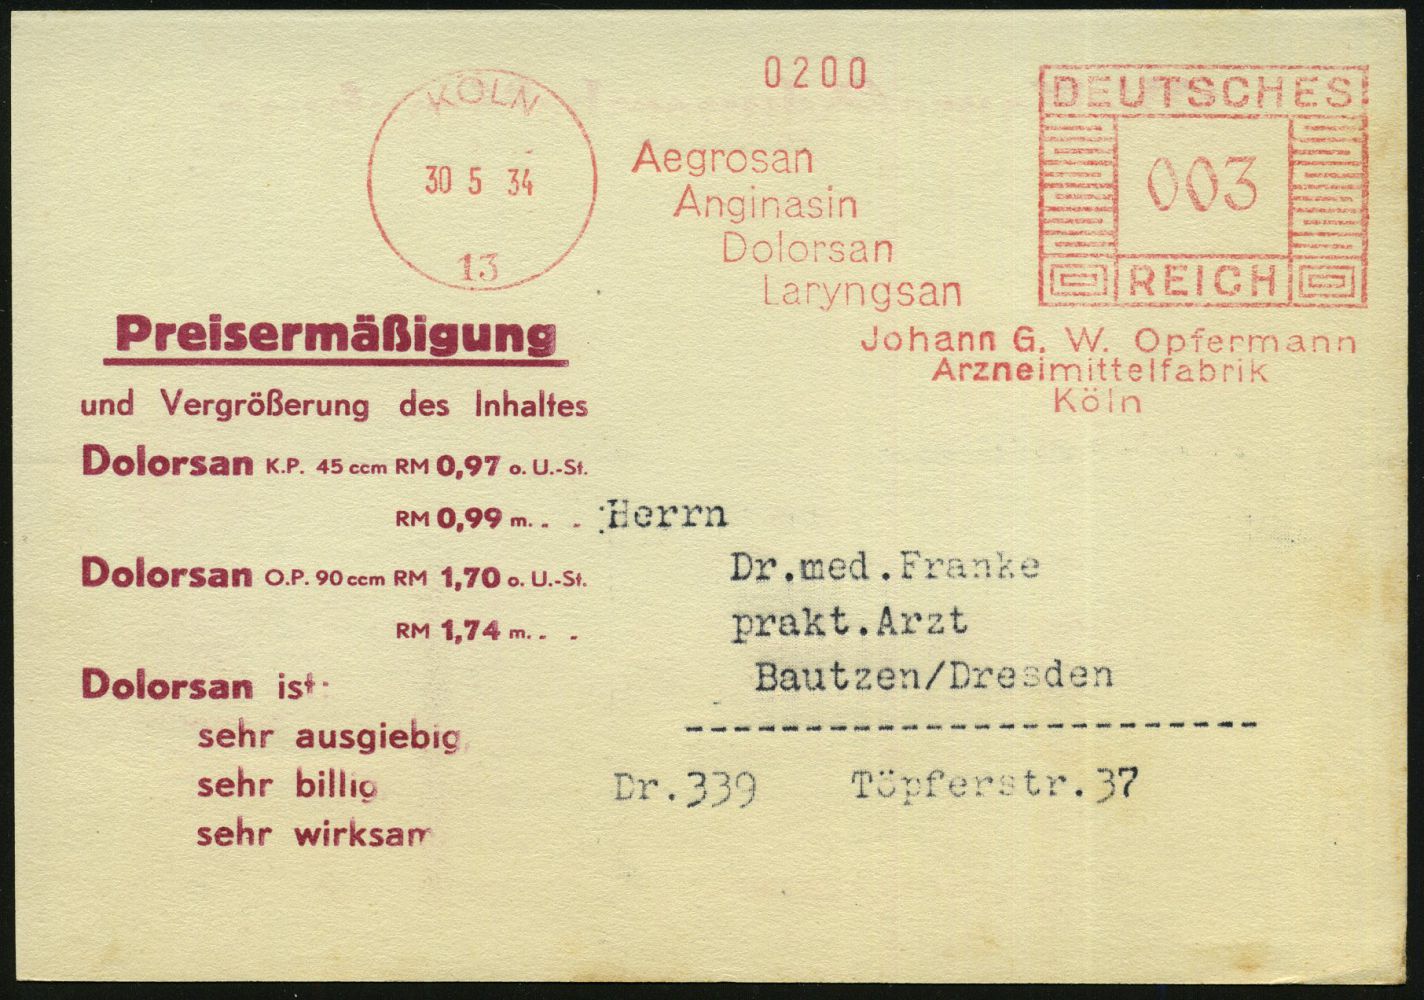 0200
DEUTSCHES
KÖLN
30 5 34
13
003
REICH
Aegrosan
Anginasin
Dolorsan
Laryngsan
Johann G. W. Opfermann
Arzneimittelfabrik
Köln
Preisermäßigung
und Vergrößerung des Inhaltes
Dolorsan K.P. 45 ccm RM 0,97 o. U.-St.
RM 0,99 m. . .
Dolorsan O.P. 90 ccm RM 1,70 o. U.-St.
RM 1,74 m. . .
Dolorsan ist:
sehr ausgiebig,
sehr billig
sehr wirksam
Herrn
Dr.med.Franke
prakt.Arzt
Bautzen/Dresden
-------------------------
Dr.339 Töpferstr.37